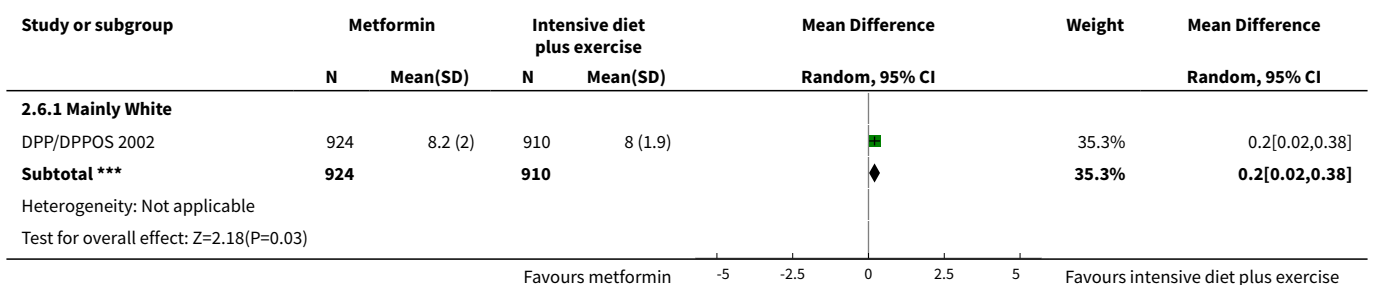 Study or subgroup Metformin Intensive diet plus exercise Mean Difference Weight Mean Difference
N Mean(SD) N Mean(SD) Random, 95% CI Random, 95% CI
2.6.1 Mainly White
DPP/DPPOS 2002 924 8.2 (2) 910 8 (1.9) 35.3% 0.2[0.02,0.38]
Subtotal *** 924 910 35.3% 0.2[0.02,0.38]
Heterogeneity: Not applicable
Test for overall effect: Z=2.18(P=0.03)
Favours metformin -5 -2.5 0 2.5 5 Favours intensive diet plus exercise